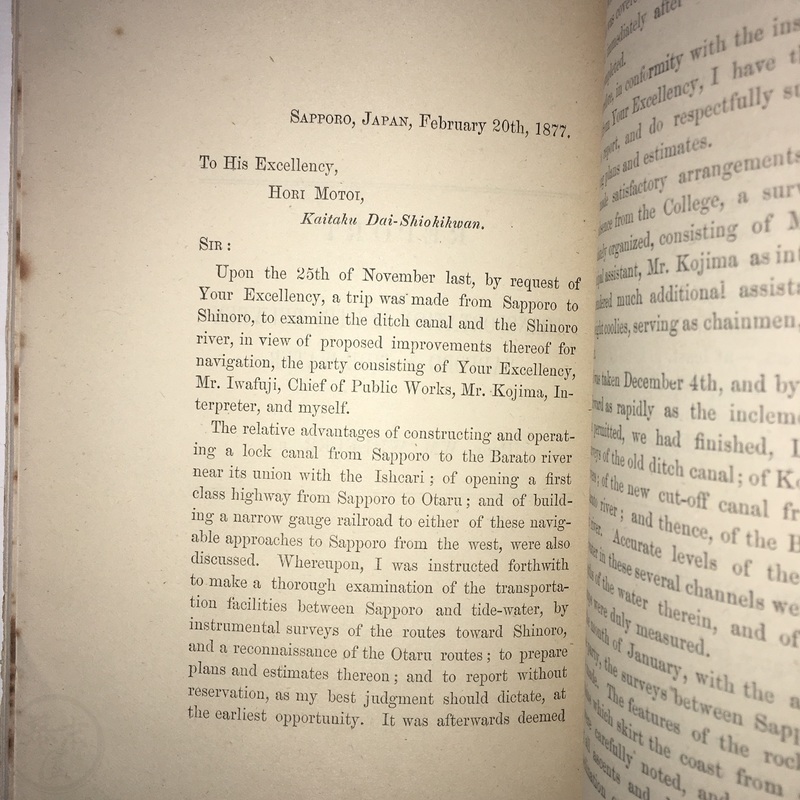 SAPPORO, JAPAN, February 20th, 1877.
To His Excellency,
HORI MOTOI,
Kaitaku Dai-Shiokikwan.
SIR :
Upon the 25th of November last, by request of
Your Excellency, a trip was made from Sapporo to
Shinoro, to examine the ditch canal and the Shinoro
river, in view of proposed improvements thereof for
navigation, the party consisting of Your Excellency,
Mr. Iwafuji, Chief of Public Works, Mr. Kojima, In-
terpreter, and myself.
The relative advantages of constructing and operat-
ing a lock canal from Sapporo to the Barato river
near its union with the Ishcari ; of opening a first
class highway from Sapporo to Otaru ; and of build-
ing a narrow gauge railroad to either of these navig-
able approaches to Sapporo from the west, were also
discussed. Whereupon, I was instructed forthwith
to make a thorough examination of the transporta-
tion facilities between Sapporo and tide-water, by
instrumental surveys of the routes toward Shinoro,
and a reconnaissance of the Otaru routes ; to prepare
plans and estimates thereon ; and to report without
reservation, as my best judgment should dictate, at
the earliest opportunity. It was afterwards deemed
immediately after
in conformity with the
Your Excellency, I have
and do respectfully
plans and estimates.
satisfactory arrangements
from the College, a
organized, consisting of
assistant, Mr. Kojima as
much additional
coolies, serving as chainmen,
taken December 4th, and by
as rapidly as the
permitted, we had finished,
of the old ditch canal ; of
of the new cut-off canal
river ; and thence, of the
Accurate levels of the
in these several channels
of the water therein, and of
were duly measured.
month of January, with the
the surveys between
The features of the
which skirt the coast from
carefully noted, and
ascents and